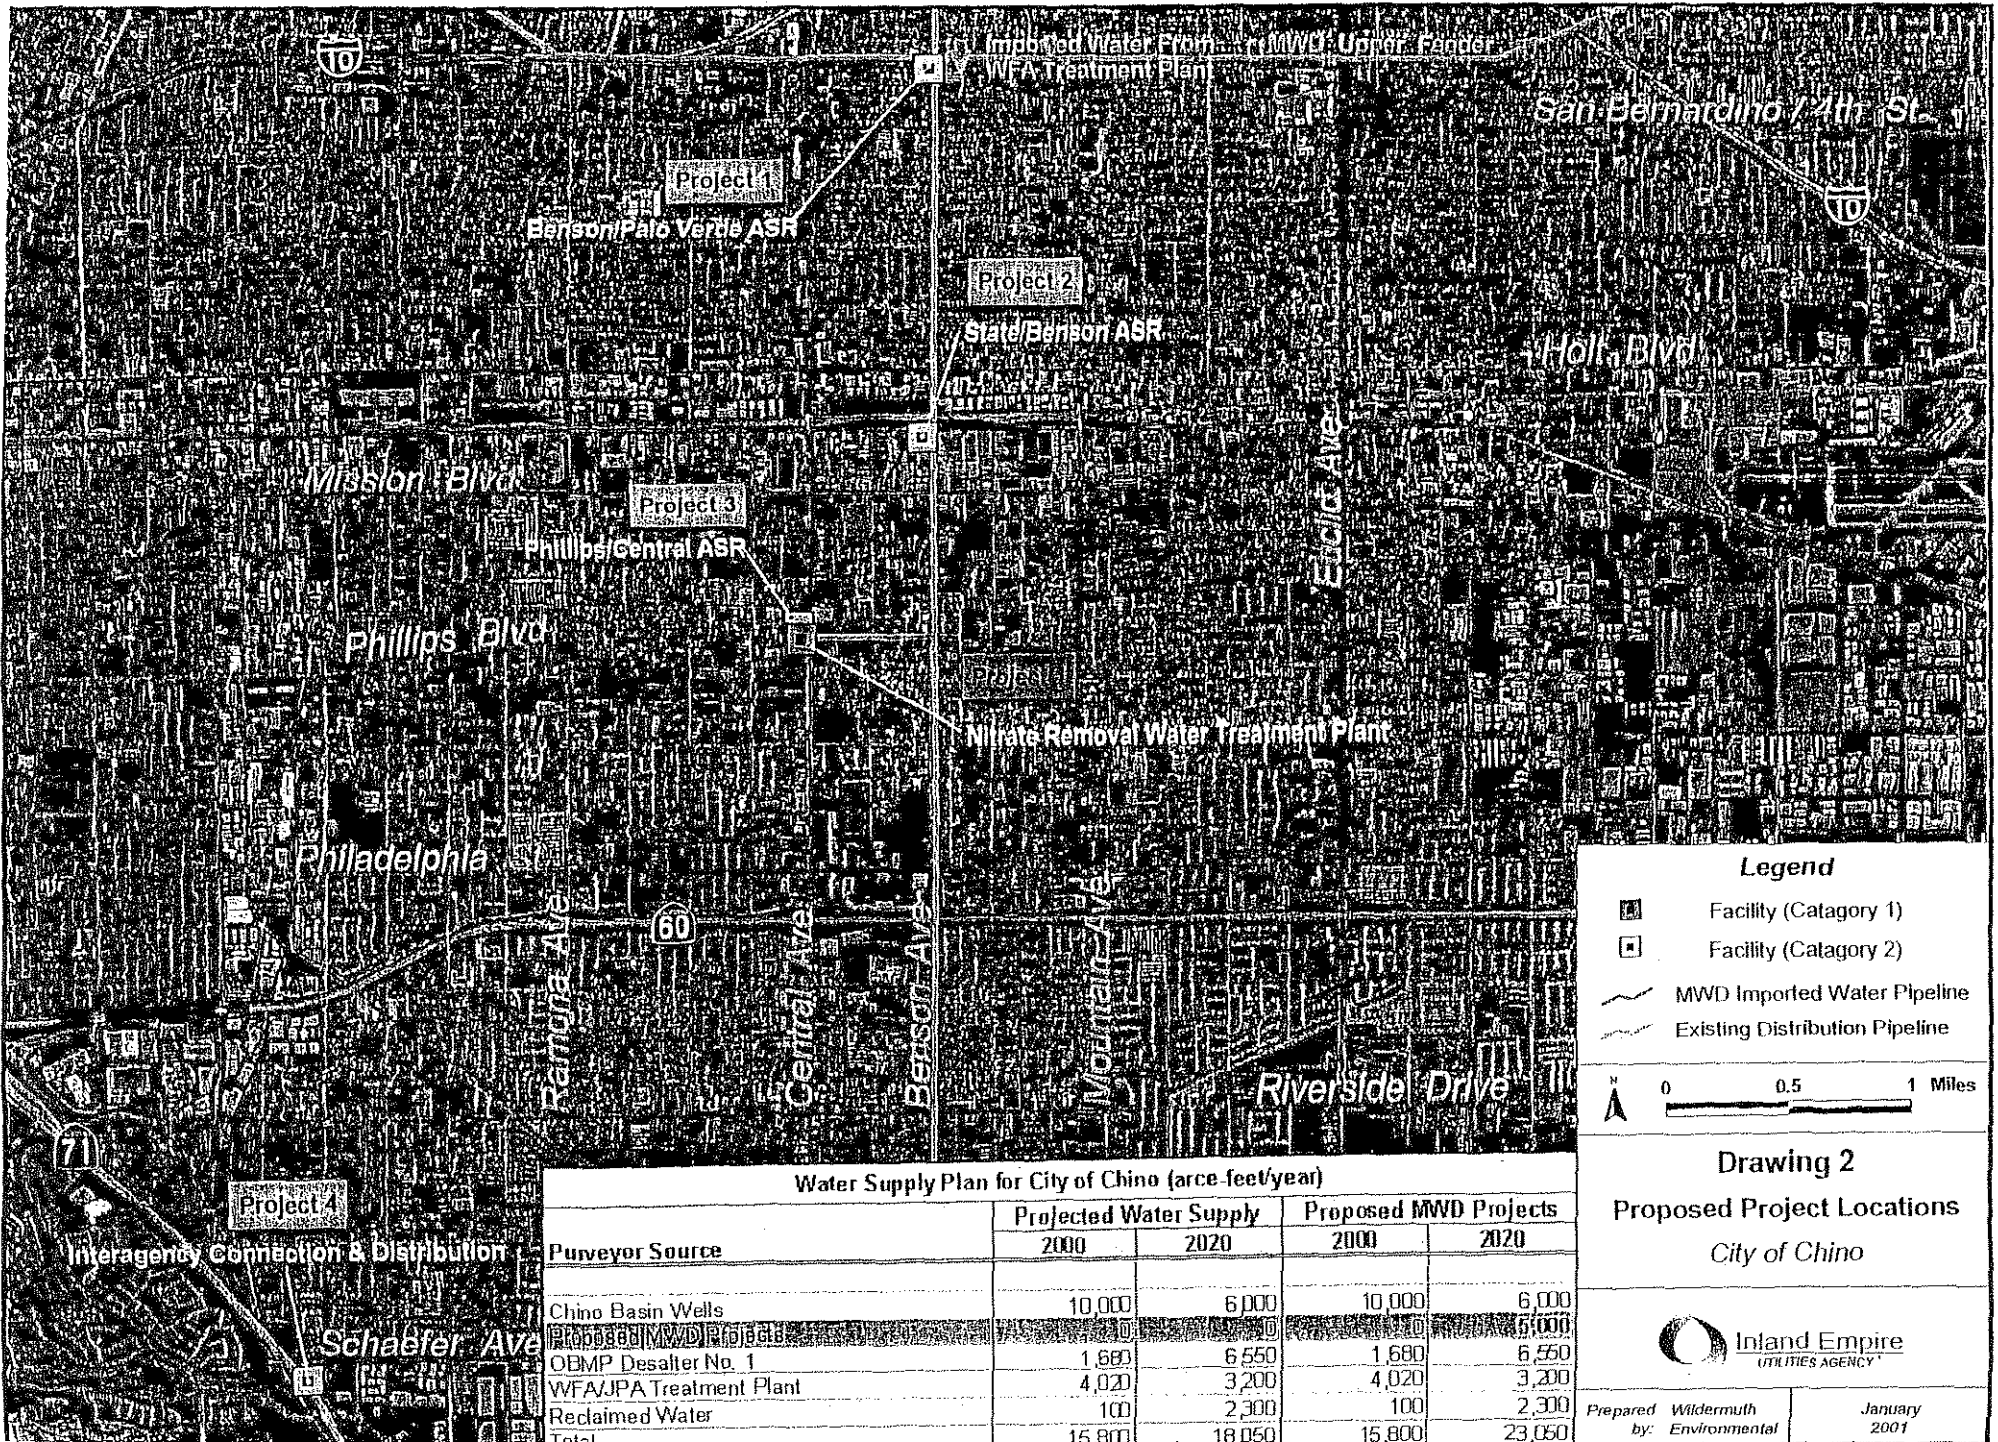 10
Imported Water From MWD Upper Feeder
WFA Treatment Plant
San Bernardino / 4th St.
10
Project 1
Benson/Palo Verde ASR
Project 2
State/Benson ASR
Holt Blvd
Mission Blvd
Project 3
Phillips/Central ASR
Euclid Ave
Phillips Blvd
Project
Nitrate Removal Water Treatment Plant
Philadelphia
60
Ramona Ave
Central Ave
Benson Ave
Mountain Ave
Riverside Drive
71
Project 4
Interagency Connection & Distribution
Schaefer Ave
Legend
Facility (Catagory 1)
Facility (Catagory 2)
MWD Imported Water Pipeline
Existing Distribution Pipeline
N
0 0.5 1 Miles
Drawing 2
Proposed Project Locations
City of Chino
Inland Empire
UTILITIES AGENCY
Prepared by: Wildermuth Environmental
January 2001
Water Supply Plan for City of Chino (arce-feet/year)
Projected Water Supply Proposed MWD Projects
Purveyor Source 2000 2020 2000 2020
Chino Basin Wells 10,000 6,000 10,000 6,000
Proposed MWD Projects 0 0 0 5,000
OBMP Desalter No. 1 1,680 6,550 1,680 6,550
WFA/JPA Treatment Plant 4,020 3,200 4,020 3,200
Reclaimed Water 100 2,300 100 2,300
Total 15,800 18,050 15,800 23,050